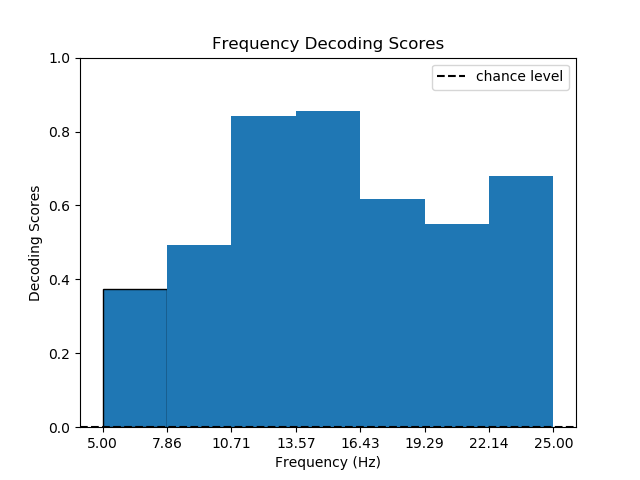 Frequency Decoding Scores
1.0
chance level
0.8
0.6
0.4
0.2
0.0
Decoding Scores
5.00 7.86 10.71 13.57 16.43 19.29 22.14 25.00
Frequency (Hz)